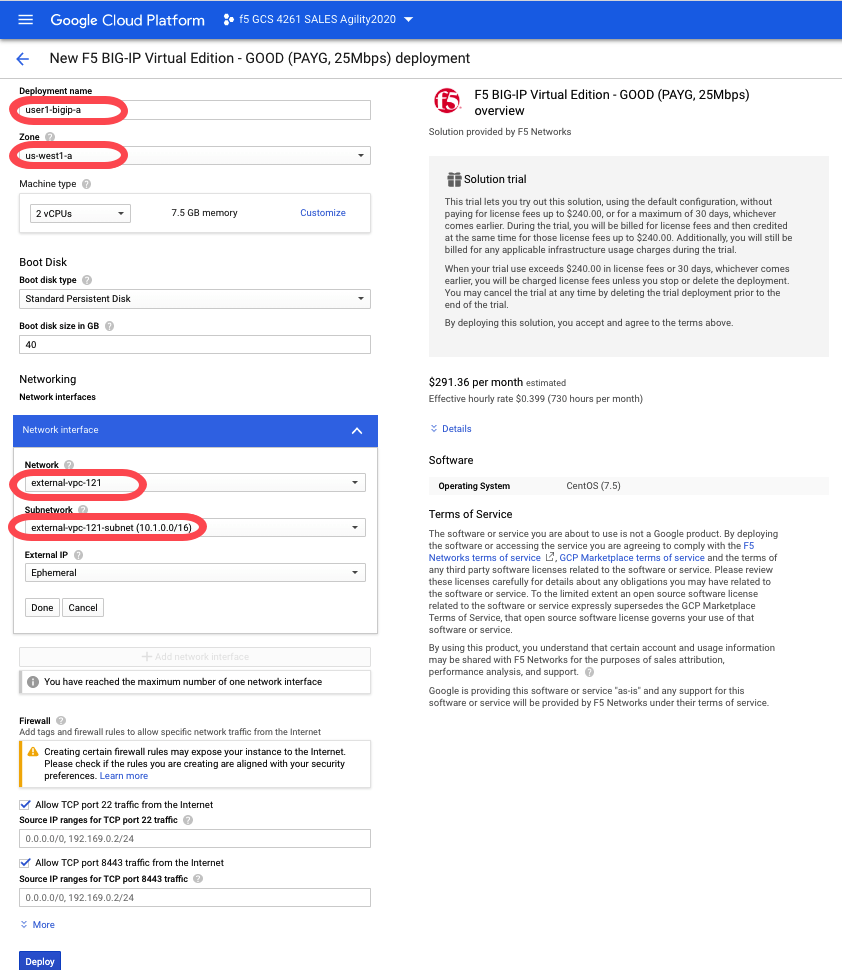 Google Cloud Platform
f5 GCS 4261 SALES Agility2020
New F5 BIG-IP Virtual Edition - GOOD (PAYG, 25Mbps) deployment
Deployment name
user1-bigip-a
Zone
us-west1-a
Machine type
2 vCPUs
7.5 GB memory
Customize
Boot Disk
Boot disk type
Standard Persistent Disk
Boot disk size in GB
40
Networking
Network interfaces
Network interface
Network
external-vpc-121
Subnetwork
external-vpc-121-subnet (10.1.0.0/16)
External IP
Ephemeral
Done
Cancel
Add network interface
You have reached the maximum number of one network interface
Firewall
Add tags and firewall rules to allow specific network traffic from the Internet
Creating certain firewall rules may expose your instance to the Internet.
Please check if the rules you are creating are aligned with your security
preferences. Learn more
Allow TCP port 22 traffic from the Internet
Source IP ranges for TCP port 22 traffic
0.0.0.0/0, 192.169.0.2/24
Allow TCP port 8443 traffic from the Internet
Source IP ranges for TCP port 8443 traffic
0.0.0.0/0, 192.169.0.2/24
More
Deploy
f5
F5 BIG-IP Virtual Edition - GOOD (PAYG, 25Mbps)
overview
Solution provided by F5 Networks
Solution trial
This trial lets you try out this solution, using the default configuration, without
paying for license fees up to $240.00, or for a maximum of 30 days, whichever
comes earlier. During the trial, you will be billed for license fees and then credited
at the same time for those license fees up to $240.00. Additionally, you will still be
billed for any applicable infrastructure usage charges during the trial.
When your trial use exceeds $240.00 in license fees or 30 days, whichever comes
earlier, you will be charged license fees unless you stop or delete the deployment.
You may cancel the trial at any time by deleting the trial deployment prior to the
end of the trial.
By deploying this solution, you accept and agree to the terms above.
$291.36 per month estimated
Effective hourly rate $0.399 (730 hours per month)
Details
Software
Operating System
CentOS (7.5)
Terms of Service
The software or service you are about to use is not a Google product. By deploying
the software or accessing the service you are agreeing to comply with the F5
Networks terms of service, GCP Marketplace terms of service and the terms of
any third party software licenses related to the software or service. Please review
these licenses carefully for details about any obligations you may have related to
the software or service. To the limited extent an open source software license
related to the software or service expressly supersedes the GCP Marketplace
Terms of Service, that open source software license governs your use of that
software or service.
By using this product, you understand that certain account and usage information
may be shared with F5 Networks for the purposes of sales attribution,
performance analysis, and support.
Google is providing this software or service "as-is" and any support for this
software or service will be provided by F5 Networks under their terms of service.